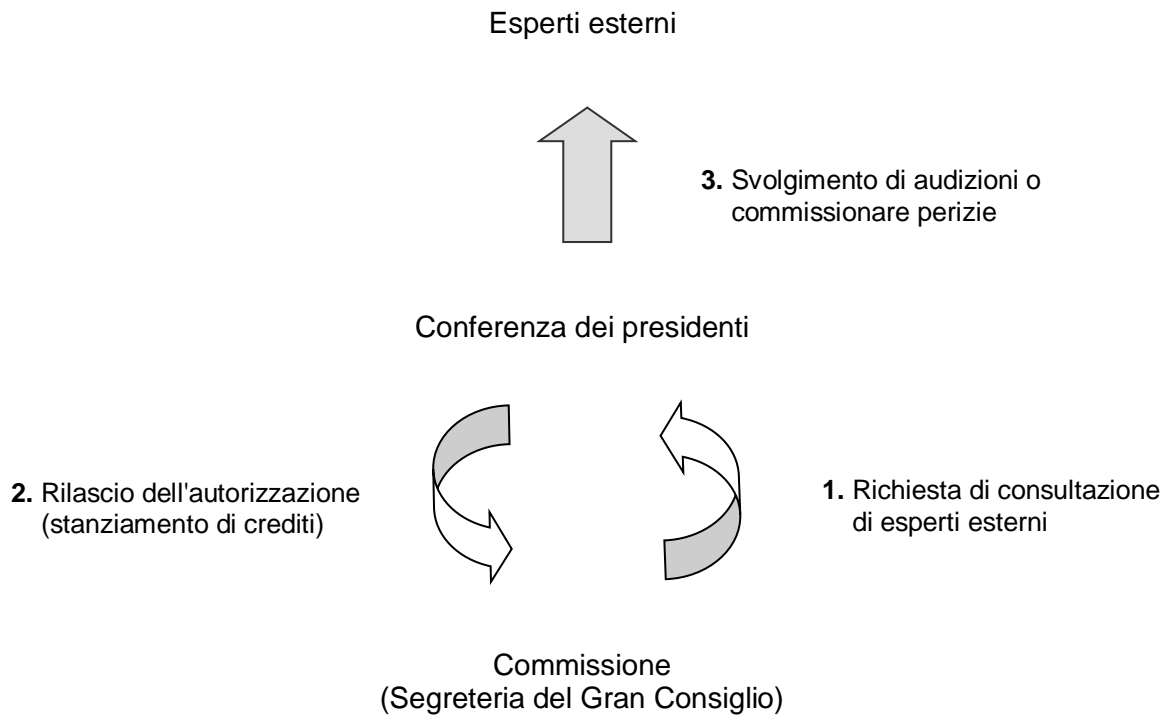 Esperti esterni
3. Svolgimento di audizioni o
commissionare perizie
Conferenza dei presidenti
2. Rilascio dell'autorizzazione
(stanziamento di crediti)
1. Richiesta di consultazione
di esperti esterni
Commissione
(Segreteria del Gran Consiglio)